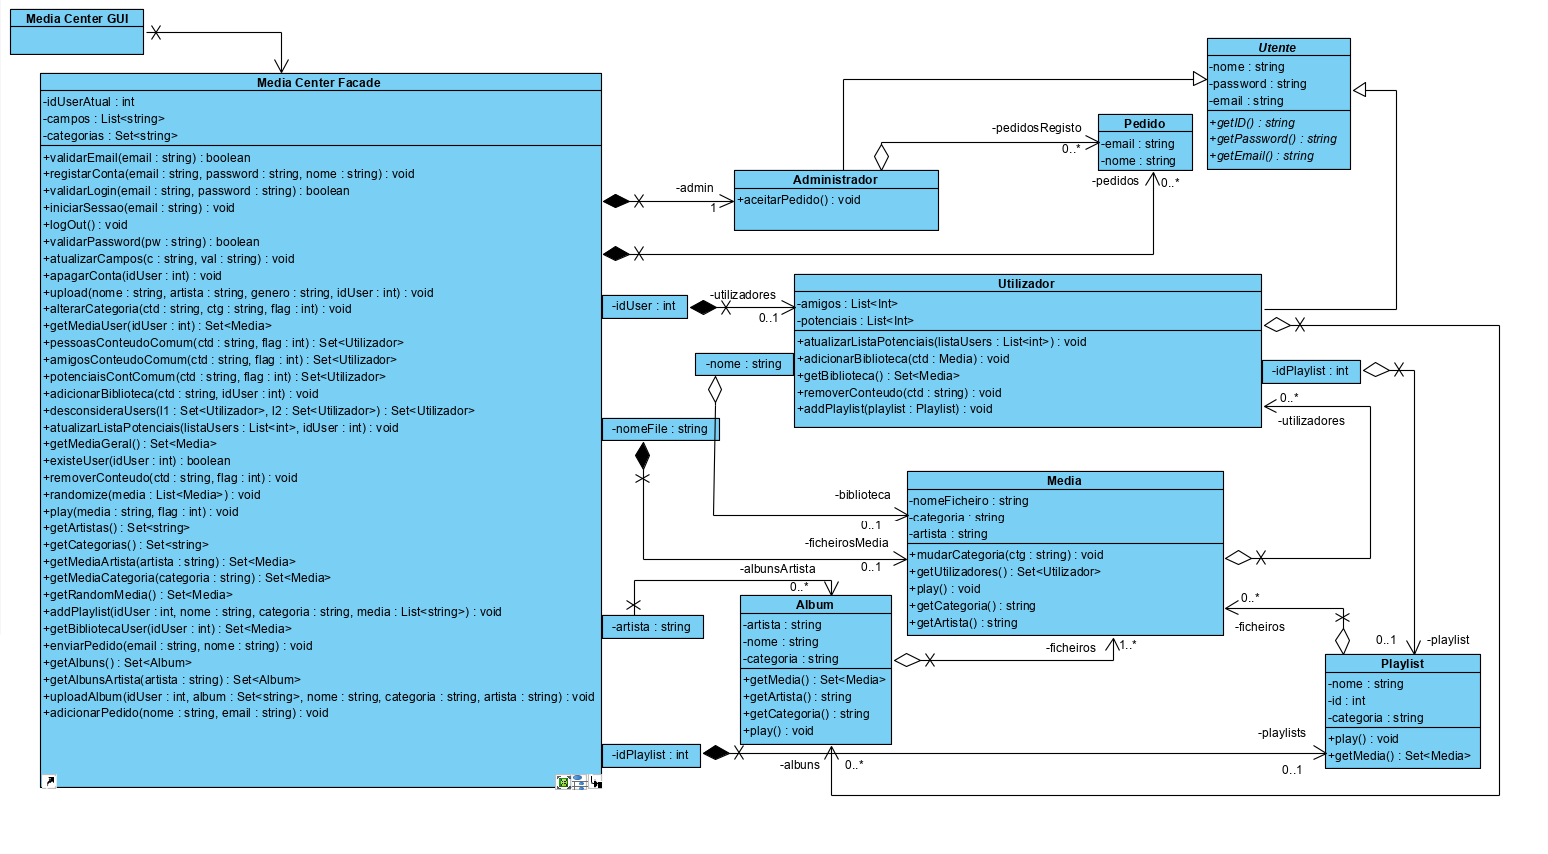 Media Center GUI
Media Center Facade
-idUserAtual : int
-campos : List<string>
-categorias : Set<string>
+validarEmail(email : string) : boolean
+registarConta(email : string, password : string, nome : string) : void
+validarLogin(email : string, password : string) : boolean
+iniciarSessao(email : string) : void
+logOut() : void
+validarPassword(pw : string) : boolean
+atualizarCampos(c : string, val : string) : void
+apagarConta(idUser : int) : void
+upload(nome : string, artista : string, genero : string, idUser : int) : void
+alterarCategoria(ctd : string, ctg : string, flag : int) : void
+getMediaUser(idUser : int) : Set<Media>
+pessoasConteudoComum(ctd : string, flag : int) : Set<Utilizador>
+amigosConteudoComum(ctd : string, flag : int) : Set<Utilizador>
+potenciaisContComum(ctd : string, flag : int) : Set<Utilizador>
+adicionarBiblioteca(ctd : string, idUser : int) : void
+desconsideraUsers(l1 : Set<Utilizador>, l2 : Set<Utilizador>) : Set<Utilizador>
+atualizarListaPotenciais(listaUsers : List<int>, idUser : int) : void
+getMediaGeral() : Set<Media>
+existeUser(idUser : int) : boolean
+removerConteudo(ctd : string, flag : int) : void
+randomize(media : List<Media>) : void
+play(media : string, flag : int) : void
+getArtistas() : Set<string>
+getCategorias() : Set<string>
+getMediaArtista(artista : string) : Set<Media>
+getMediaCategoria(categoria : string) : Set<Media>
+getRandomMedia() : Set<Media>
+addPlaylist(idUser : int, nome : string, categoria : string, media : List<string>) : void
+getBibliotecaUser(idUser : int) : Set<Media>
+enviarPedido(email : string, nome : string) : void
+getAlbuns() : Set<Album>
+getAlbunsArtista(artista : string) : Set<Album>
+uploadAlbum(idUser : int, album : Set<string>, nome : string, categoria : string, artista : string) : void
+adicionarPedido(nome : string, email : string) : void
Utente
-nome : string
-password : string
-email : string
+getID() : string
+getPassword() : string
+getEmail() : string
-pedidosRegisto
0..*
Pedido
-email : string
-nome : string
-pedidos
0..*
-admin
1
Administrador
+aceitarPedido() : void
-idUser : int
-utilizadores
0..1
Utilizador
-amigos : List<Int>
-potenciais : List<Int>
+atualizarListaPotenciais(listaUsers : List<int>) : void
+adicionarBiblioteca(ctd : Media) : void
+getBiblioteca() : Set<Media>
+removerConteudo(ctd : string) : void
+addPlaylist(playlist : Playlist) : void
-nome : string
-idPlaylist : int
0..*
-utilizadores
-nomeFile : string
-biblioteca
0..1
-ficheirosMedia
0..1
Media
-nomeFicheiro : string
-categoria : string
-artista : string
+mudarCategoria(ctg : string) : void
+getUtilizadores() : Set<Utilizador>
+play() : void
+getCategoria() : string
+getArtista() : string
-albunsArtista
0..*
-artista : string
Album
-artista : string
-nome : string
-categoria : string
+getMedia() : Set<Media>
+getArtista() : string
+getCategoria() : string
+play() : void
-ficheiros
1..*
0..*
-ficheiros
0..1
-playlist
Playlist
-nome : string
-id : int
-categoria : string
+play() : void
+getMedia() : Set<Media>
-idPlaylist : int
-playlists
0..1
-albuns
0..*